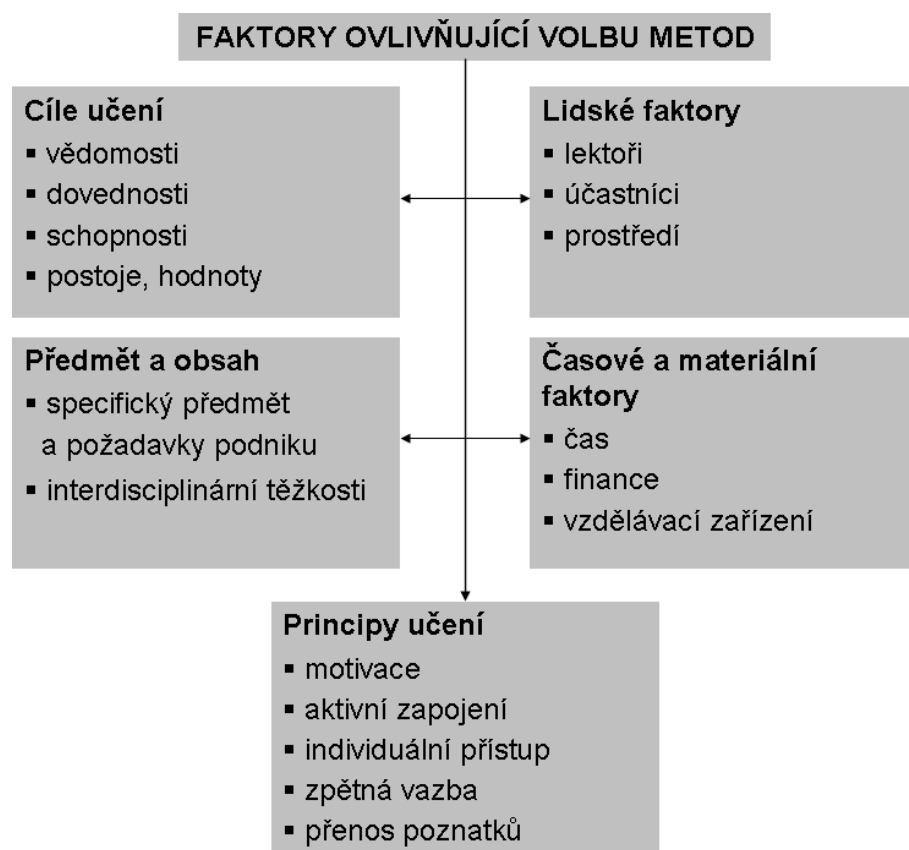 FAKTORY OVLIVŇUJÍCÍ VOLBU METOD
Cíle učení
▪ vědomosti
▪ dovednosti
▪ schopnosti
▪ postoje, hodnoty
Lidské faktory
▪ lektoři
▪ účastníci
▪ prostředí
Předmět a obsah
▪ specifický předmět
a požadavky podniku
▪ interdisciplinární těžkosti
Časové a materiální
faktory
▪ čas
▪ finance
▪ vzdělávací zařízení
Principy učení
▪ motivace
▪ aktivní zapojení
▪ individuální přístup
▪ zpětná vazba
▪ přenos poznatků